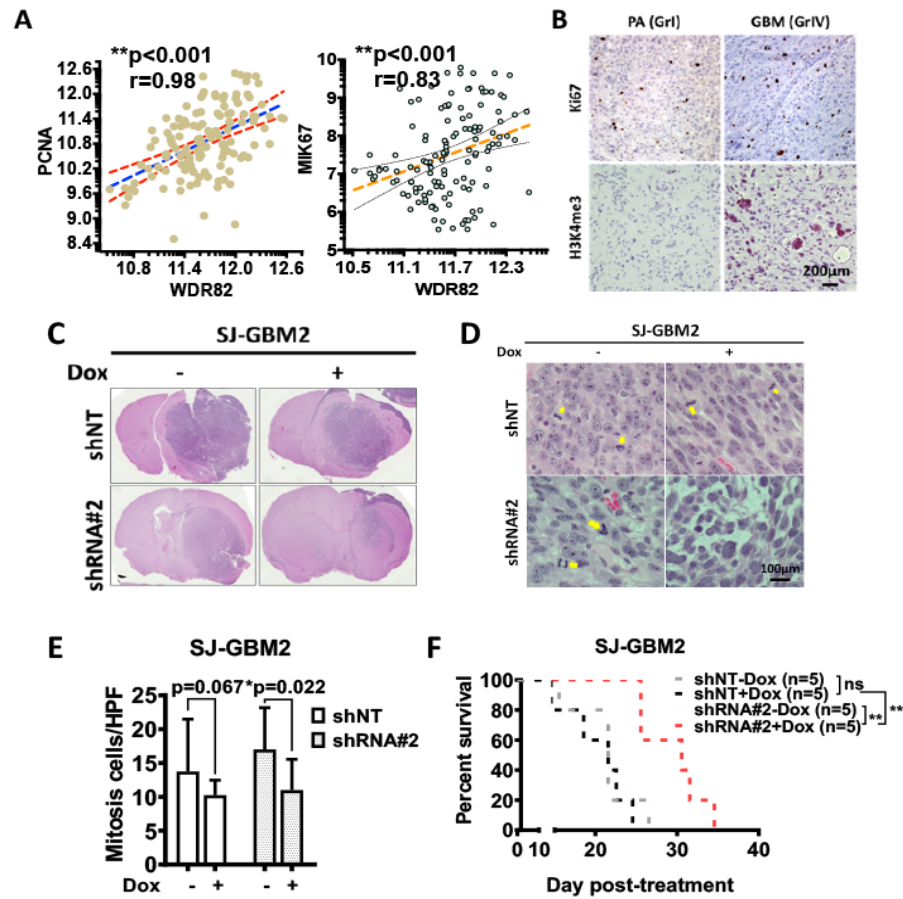 A
**p<0.001
r=0.98
PCNA
12.6
12.0
11.4
10.8
10.2
9.6
9.0
8.4
10.8 11.4 12.0 12.6
WDR82
**p<0.001
r=0.83
MIK67
10
9
8
7
6
5
10.5 11.1 11.7 12.3
WDR82
B
PA (GrI) GBM (GrIV)
Ki67
H3K4me3
200µm
C
SJ-GBM2
Dox - +
shNT
shRNA#2
D
SJ-GBM2
Dox - +
shNT
shRNA#2
100µm
E
SJ-GBM2
p=0.067 *p=0.022
Mitosis cells/HPF
25
20
15
10
5
0
shNT
shRNA#2
Dox - + - +
F
SJ-GBM2
Percent survival
100
80
60
40
20
0 10 20 30 40
Day post-treatment
shNT-Dox (n=5)
shNT+Dox (n=5)
shRNA#2-Dox (n=5)
shRNA#2+Dox (n=5)
ns
**
**